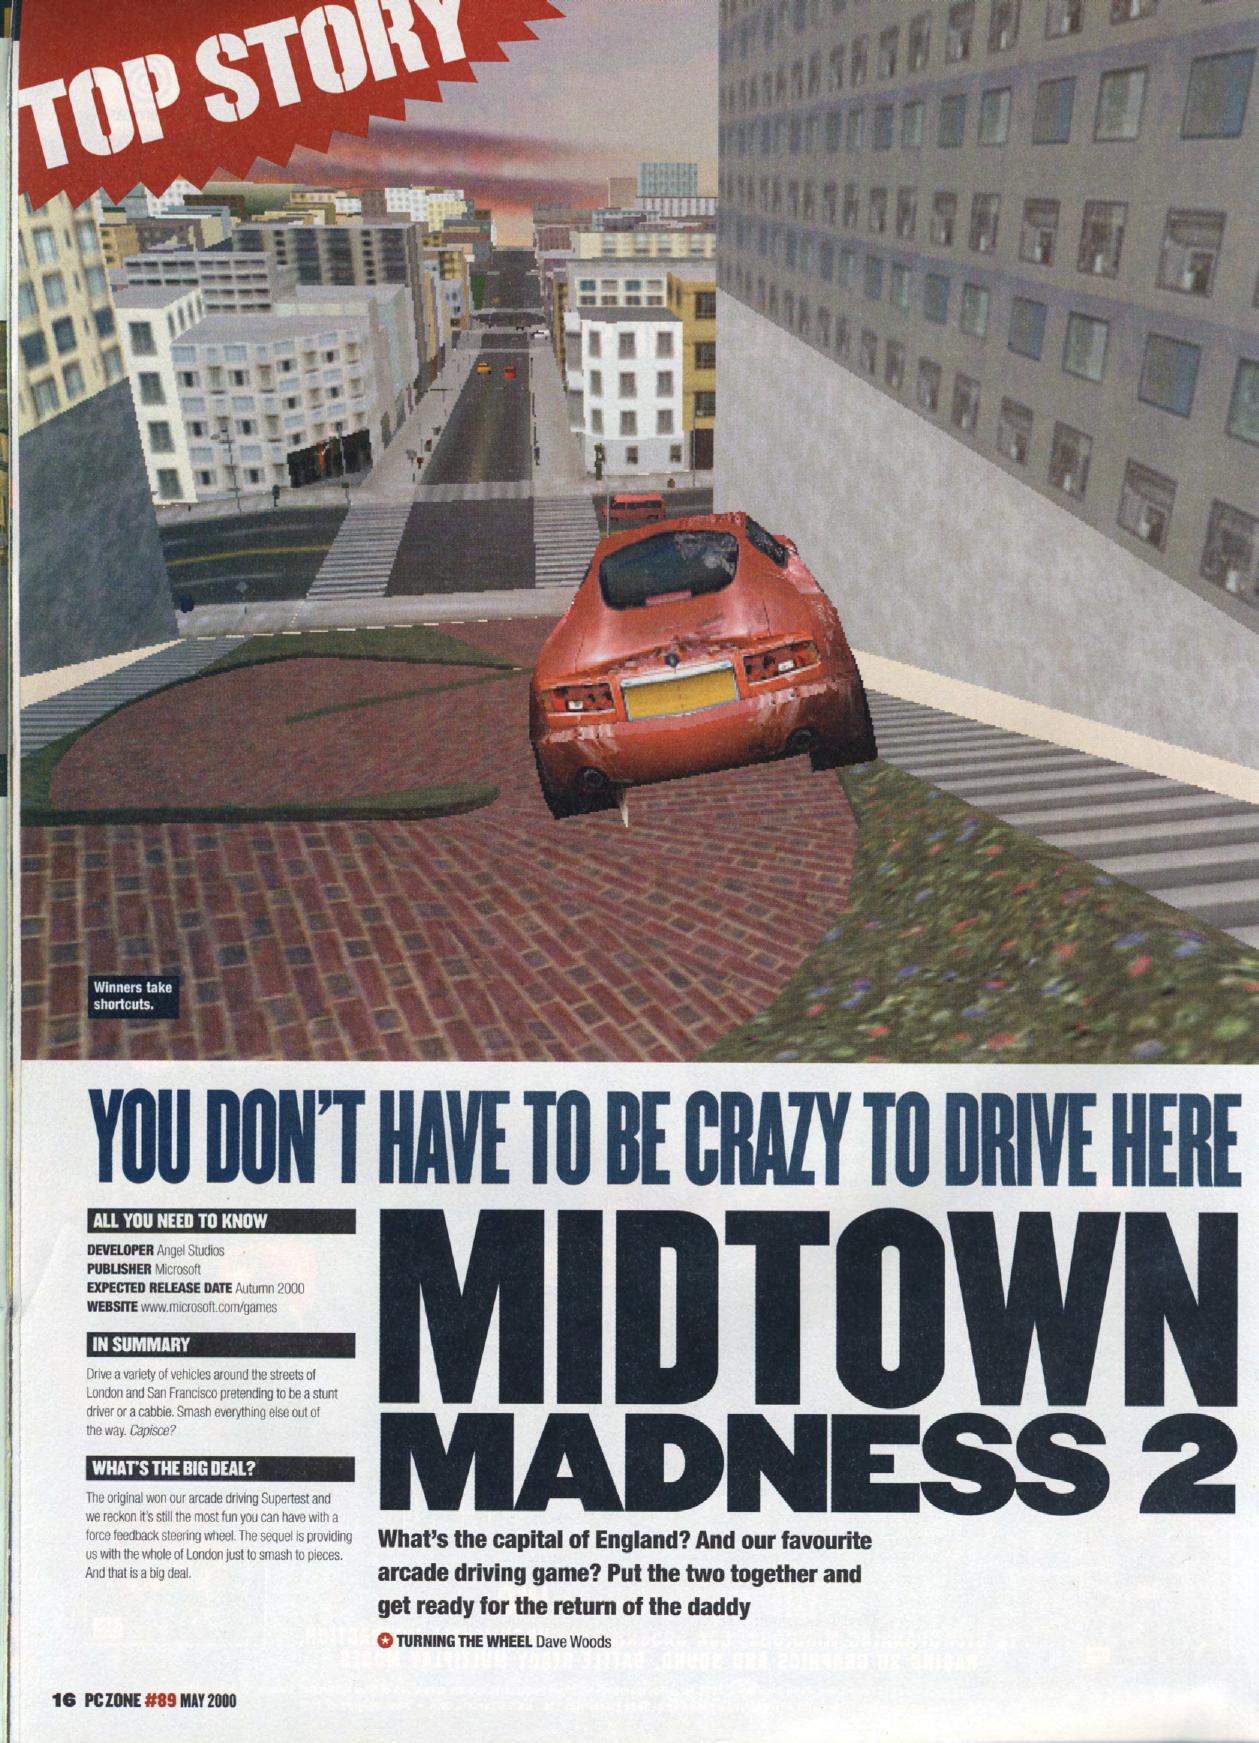 TOP STORY
Winners take
shortcuts.
YOU DON'T HAVE TO BE CRAZY TO DRIVE HERE
ALL YOU NEED TO KNOW
DEVELOPER Angel Studios
PUBLISHER Microsoft
EXPECTED RELEASE DATE Autumn 2000
WEBSITE www.microsoft.com/games
IN SUMMARY
Drive a variety of vehicles around the streets of
London and San Francisco pretending to be a stunt
driver or a cabbie. Smash everything else out of
the way. Capisce?
WHAT'S THE BIG DEAL?
The original won our arcade driving Supertest and
we reckon it's still the most fun you can have with a
force feedback steering wheel. The sequel is providing
us with the whole of London just to smash to pieces.
And that is a big deal.
MIDTOWN
MADNESS 2
What's the capital of England? And our favourite
arcade driving game? Put the two together and
get ready for the return of the daddy
TURNING THE WHEEL Dave Woods
16 PC ZONE #89 MAY 2000